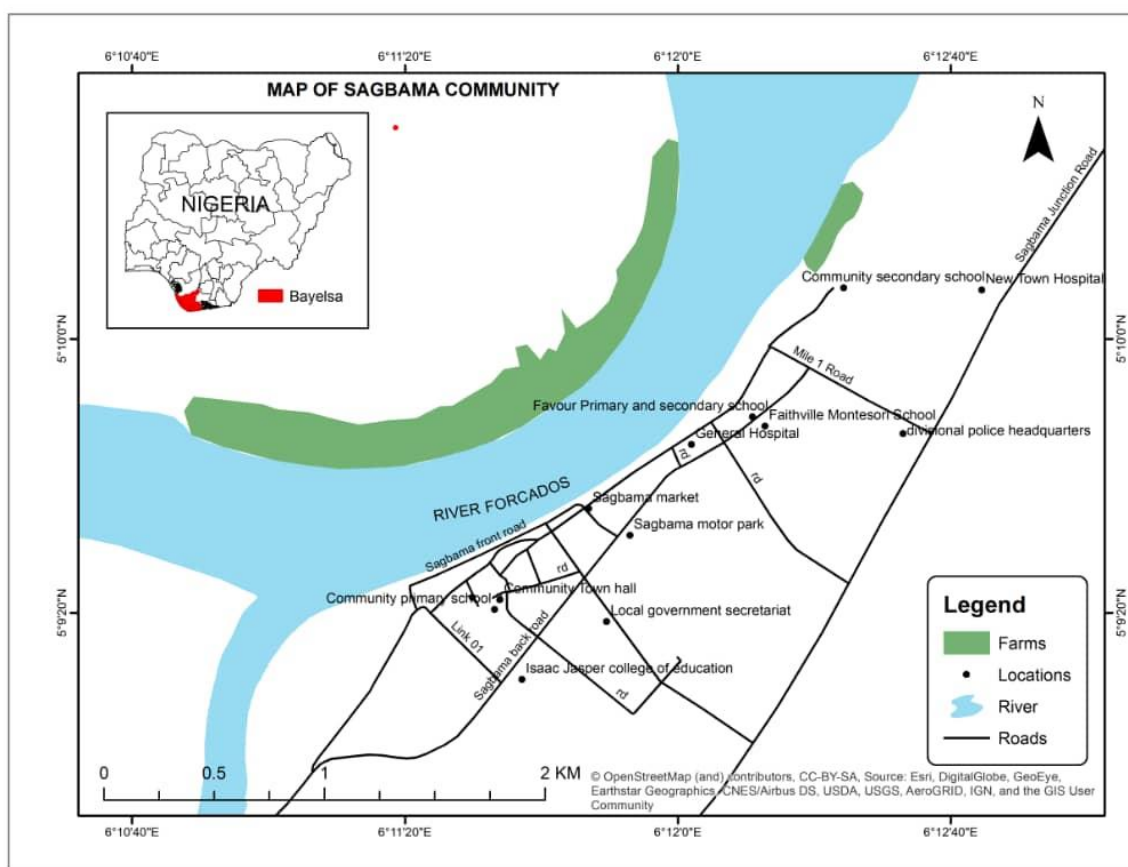 6°10'40"E
6°11'20"E
6°12'0"E
6°12'40"E
MAP OF SAGBAMA COMMUNITY
N
NIGERIA
Bayelsa
Sagbama Junction Road
Community secondary school
New Town Hospital
5°10'0"N
5°10'0"N
Mile 1 Road
Favour Primary and secondary school
Faithville Montesori School
General Hospital
divisional police headquarters
rd
rd
RIVER FORCADOS
Sagbama market
Sagbama motor park
Sagbama front road
rd
Community primary school
Community Town hall
5°9'20"N
5°9'20"N
Link 01
Local government secretariat
Sagbama back road
Isaac Jasper college of education
rd
Legend
Farms
Locations
River
Roads
0
0.5
1
2 KM
© OpenStreetMap (and) contributors, CC-BY-SA, Source: Esri, DigitalGlobe, GeoEye,
Earthstar Geographics, CNES/Airbus DS, USDA, USGS, AeroGRID, IGN, and the GIS User
Community
6°10'40"E
6°11'20"E
6°12'0"E
6°12'40"E